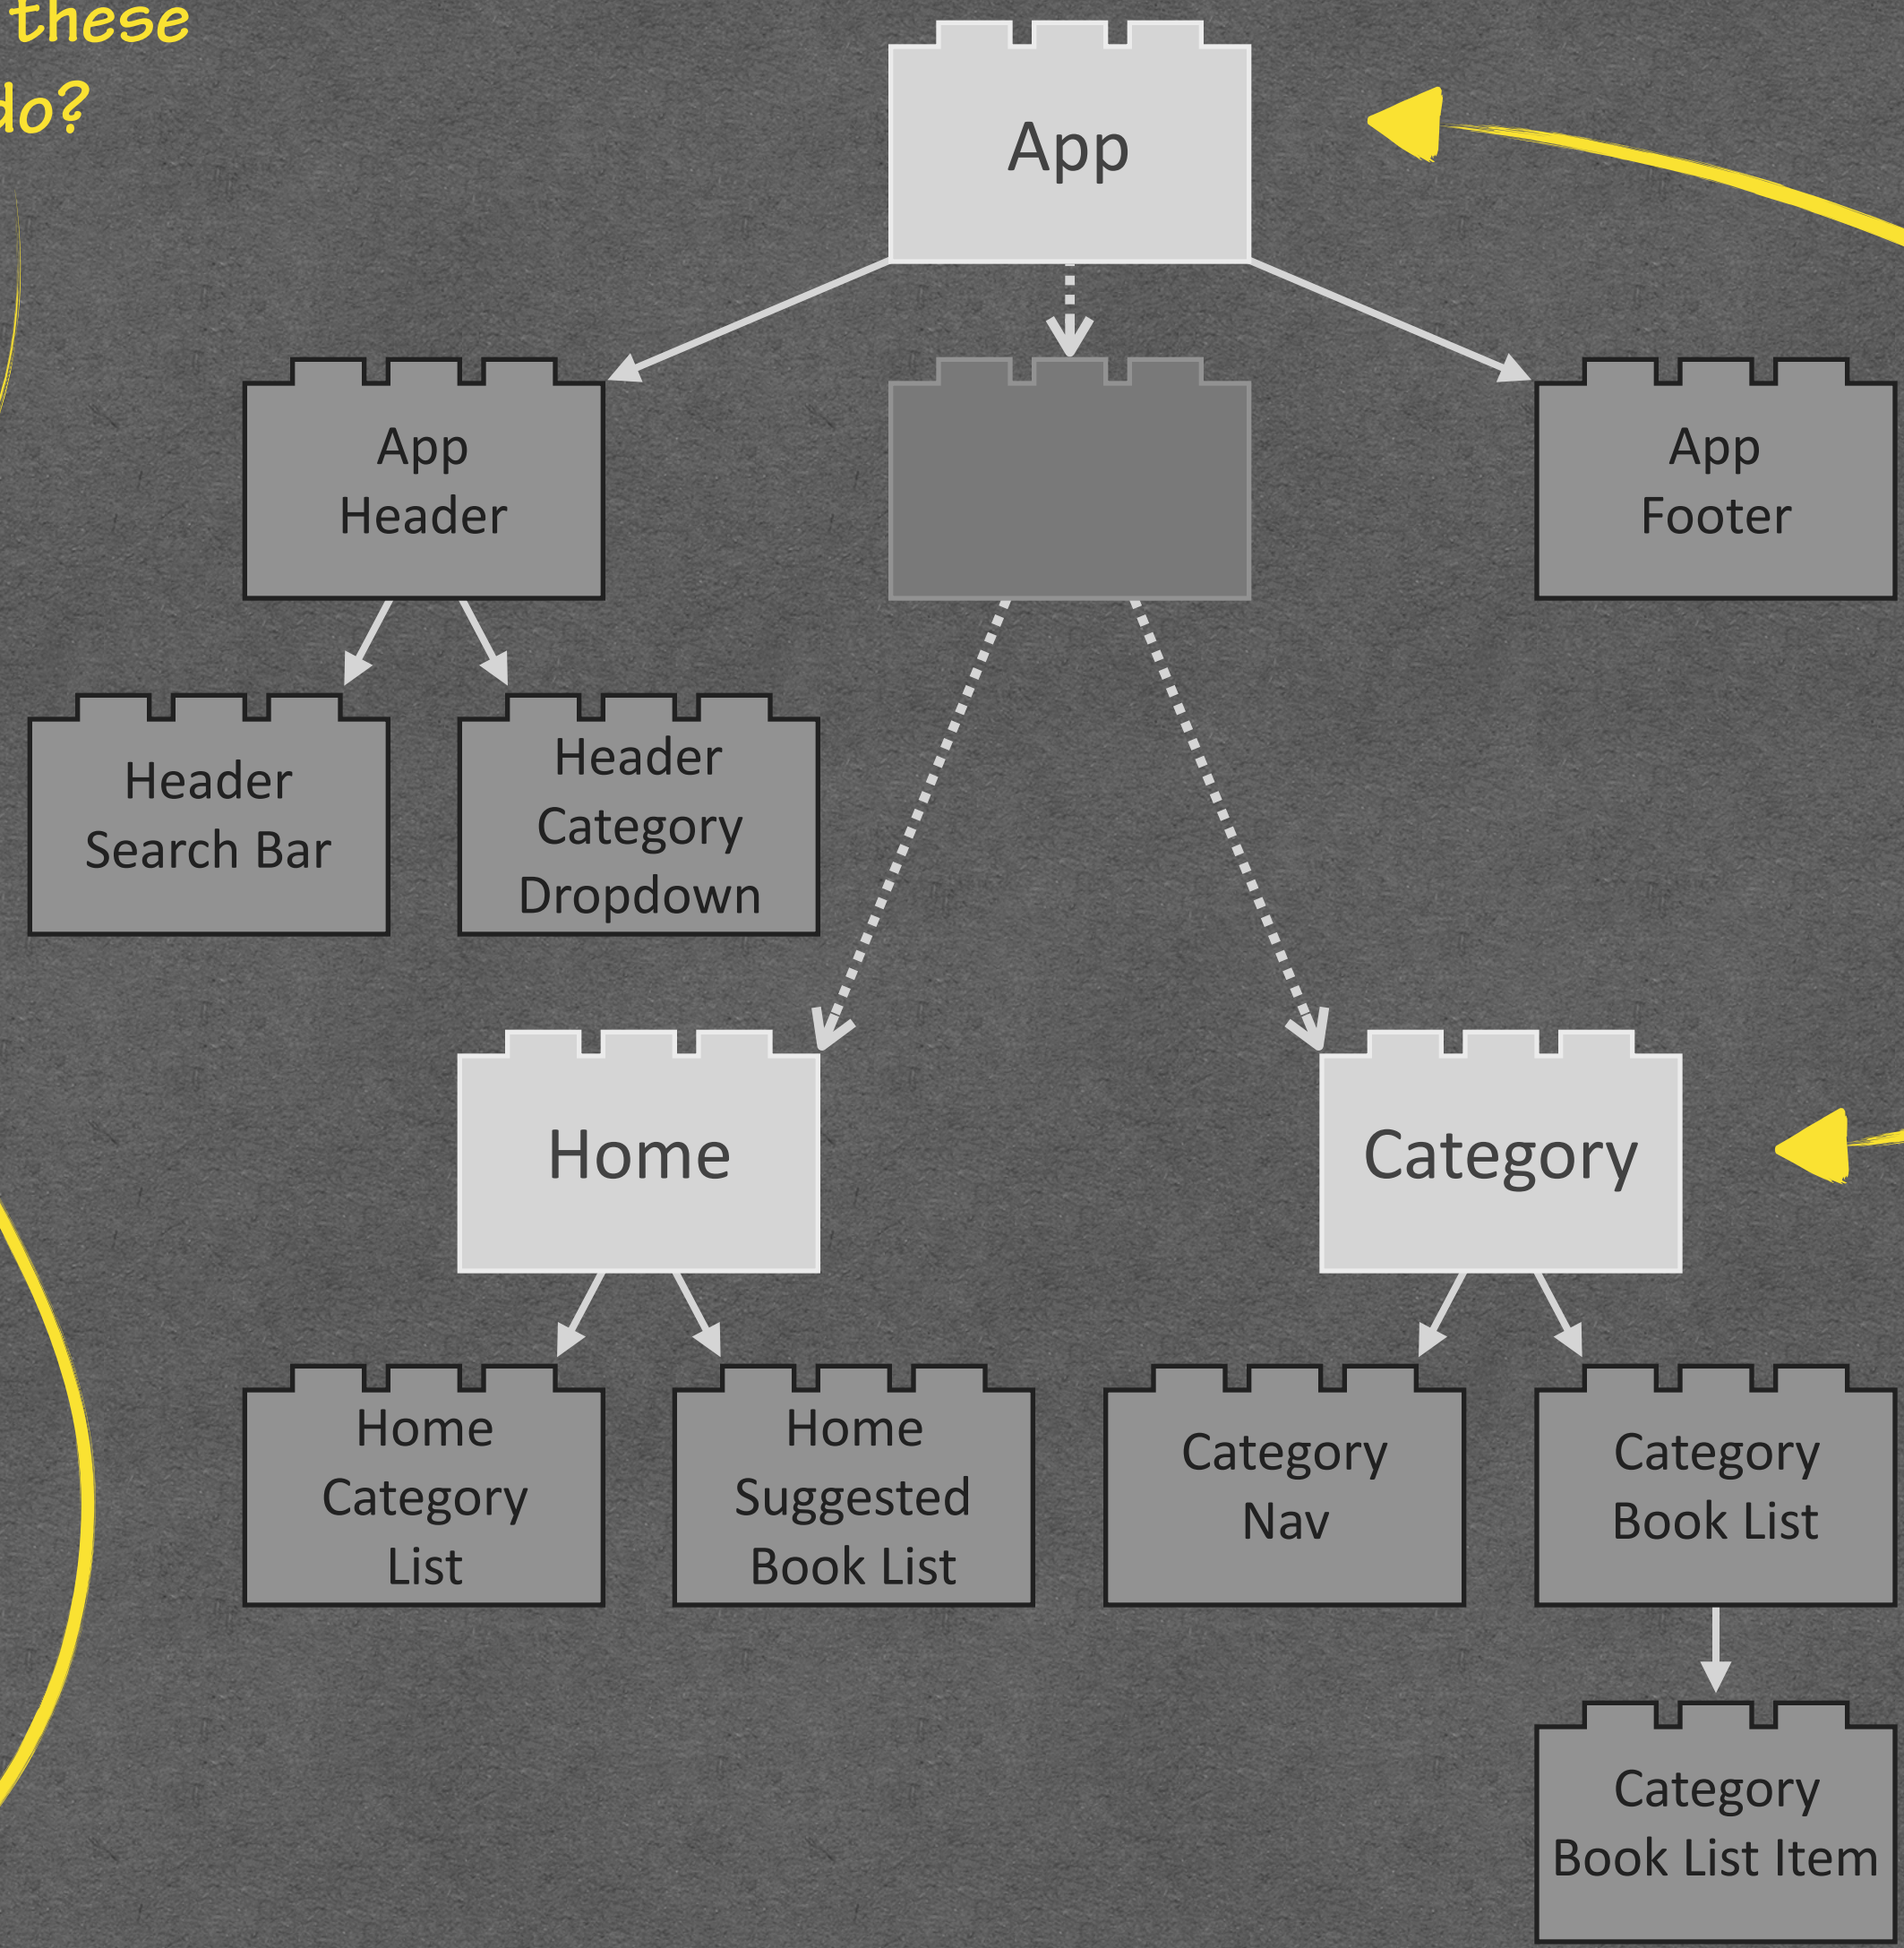 these
do?
App
App
Header
App
Footer
Header
Search Bar
Header
Category
Dropdown
Home
Category
Home
Category
List
Home
Suggested
Book List
Category
Nav
Category
Book List
Category
Book List Item